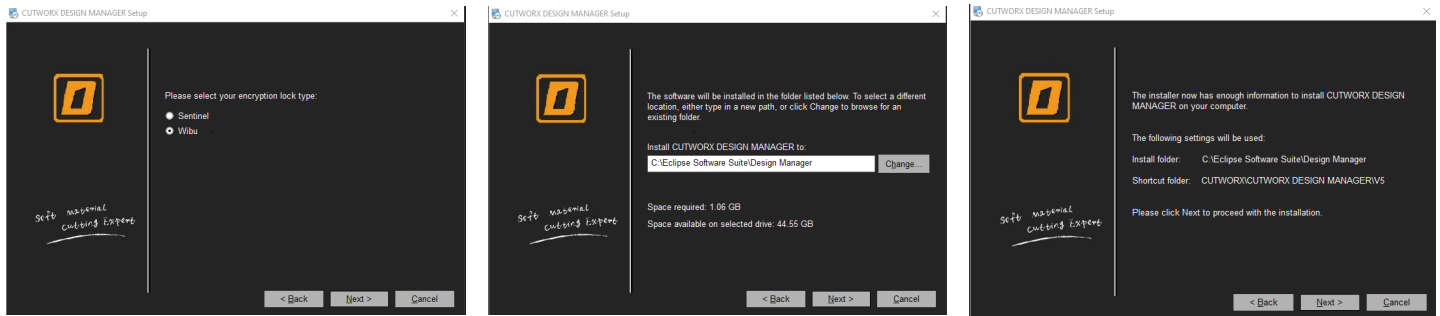 CUTWORX DESIGN MANAGER Setup
Please select your encryption lock type:
Sentinel
Wibu
Soft material
Cutting Expert
< Back
Next >
Cancel
CUTWORX DESIGN MANAGER Setup
The software will be installed in the folder listed below. To select a different
location, either type in a new path, or click Change to browse for an
existing folder.
Install CUTWORX DESIGN MANAGER to:
C:\Eclipse Software Suite\Design Manager
Change...
Space required: 1.06 GB
Space available on selected drive: 44.55 GB
Soft material
Cutting Expert
< Back
Next >
Cancel
CUTWORX DESIGN MANAGER Setup
The installer now has enough information to install CUTWORX DESIGN
MANAGER on your computer.
The following settings will be used:
Install folder: C:\Eclipse Software Suite\Design Manager
Shortcut folder: CUTWORX\CUTWORX DESIGN MANAGER\V5
Please click Next to proceed with the installation.
Soft material
Cutting Expert
< Back
Next >
Cancel